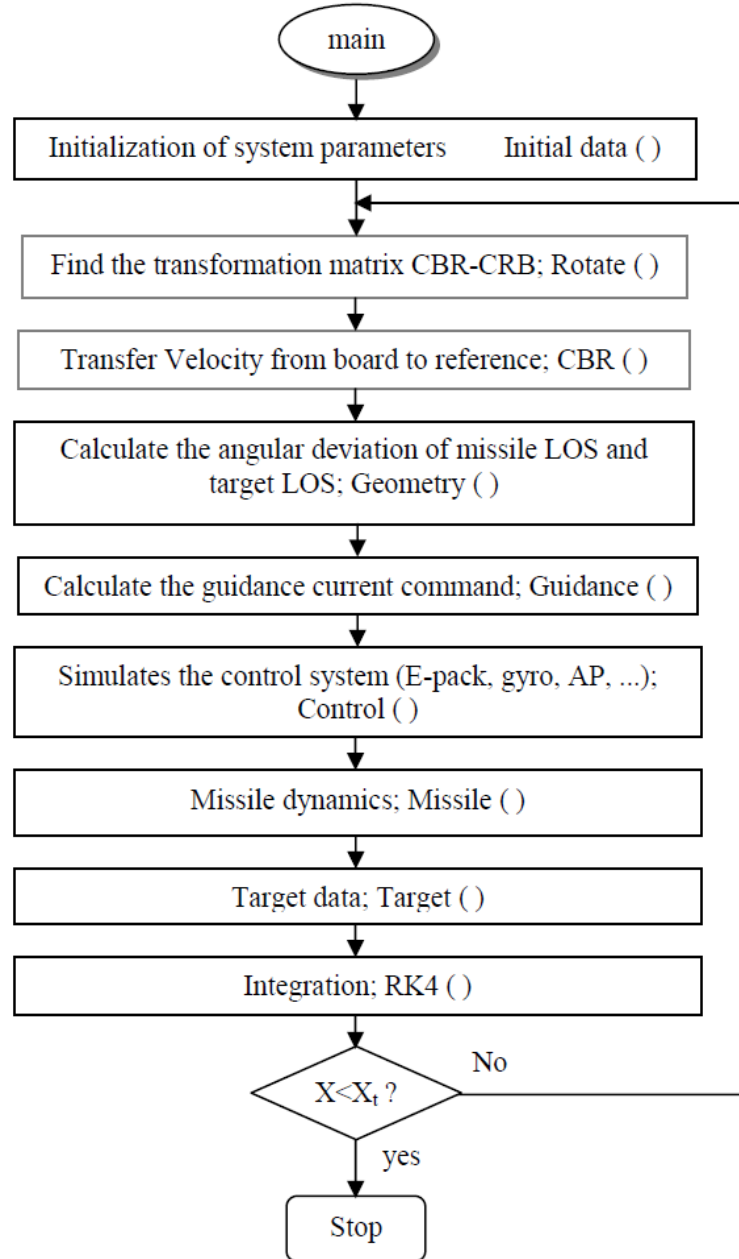 main
Initialization of system parameters Initial data ( )
Find the transformation matrix CBR-CRB; Rotate ( )
Transfer Velocity from board to reference; CBR ( )
Calculate the angular deviation of missile LOS and
target LOS; Geometry ( )
Calculate the guidance current command; Guidance ( )
Simulates the control system (E-pack, gyro, AP, ...);
Control ( )
Missile dynamics; Missile ( )
Target data; Target ( )
Integration; RK4 ( )
No
X<Xt ?
yes
Stop